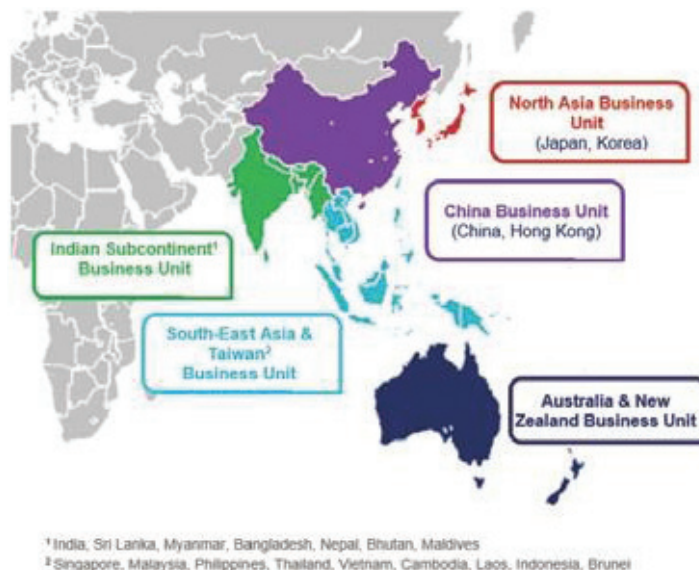 North Asia Business
Unit
(Japan, Korea)
China Business Unit
(China, Hong Kong)
Indian Subcontinent¹
Business Unit
South-East Asia &
Taiwan²
Business Unit
Australia & New
Zealand Business Unit
¹ India, Sri Lanka, Myanmar, Bangladesh, Nepal, Bhutan, Maldives
² Singapore, Malaysia, Philippines, Thailand, Vietnam, Cambodia, Laos, Indonesia, Brunei